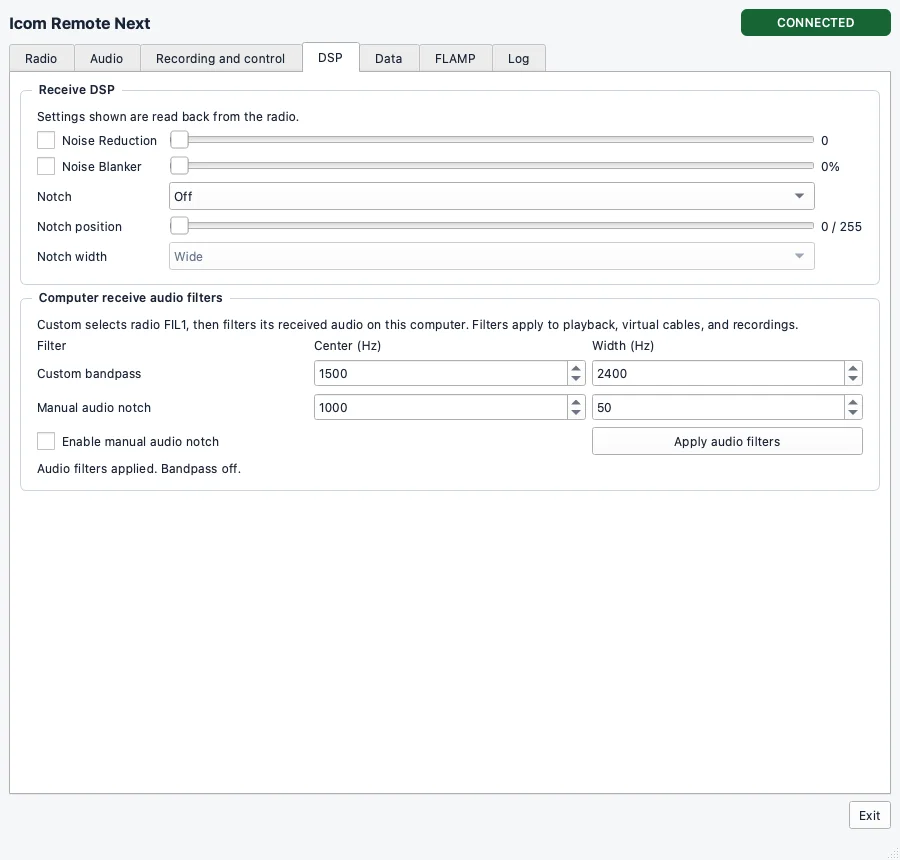 Icom Remote Next
CONNECTED
Radio Audio Recording and control DSP Data FLAMP Log
Receive DSP
Settings shown are read back from the radio.
Noise Reduction 0
Noise Blanker 0%
Notch Off
Notch position 0 / 255
Notch width Wide
Computer receive audio filters
Custom selects radio FIL1, then filters its received audio on this computer. Filters apply to playback, virtual cables, and recordings.
Filter Center (Hz) Width (Hz)
Custom bandpass 1500 2400
Manual audio notch 1000 50
Enable manual audio notch Apply audio filters
Audio filters applied. Bandpass off.
Exit